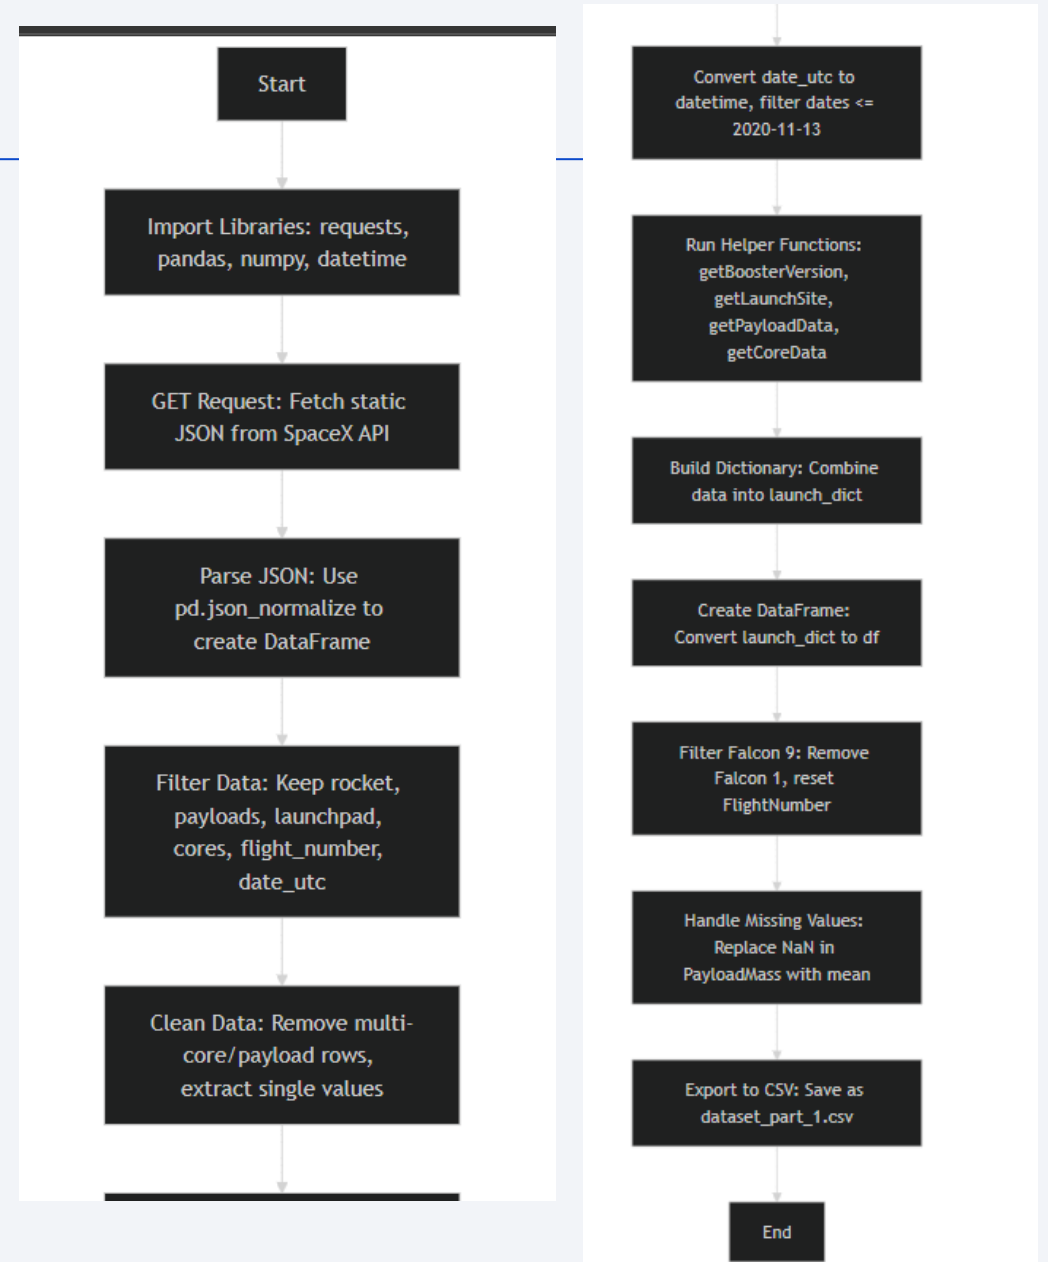 Start
Import Libraries: requests,
pandas, numpy, datetime
GET Request: Fetch static
JSON from SpaceX API
Parse JSON: Use
pd.json_normalize to
create DataFrame
Filter Data: Keep rocket,
payloads, launchpad,
cores, flight_number,
date_utc
Clean Data: Remove multi-
core/payload rows,
extract single values
Convert date_utc to
datetime, filter dates <=
2020-11-13
Run Helper Functions:
getBoosterVersion,
getLaunchSite,
getPayloadData,
getCoreData
Build Dictionary: Combine
data into launch_dict
Create DataFrame:
Convert launch_dict to df
Filter Falcon 9: Remove
Falcon 1, reset
FlightNumber
Handle Missing Values:
Replace NaN in
PayloadMass with mean
Export to CSV: Save as
dataset_part_1.csv
End